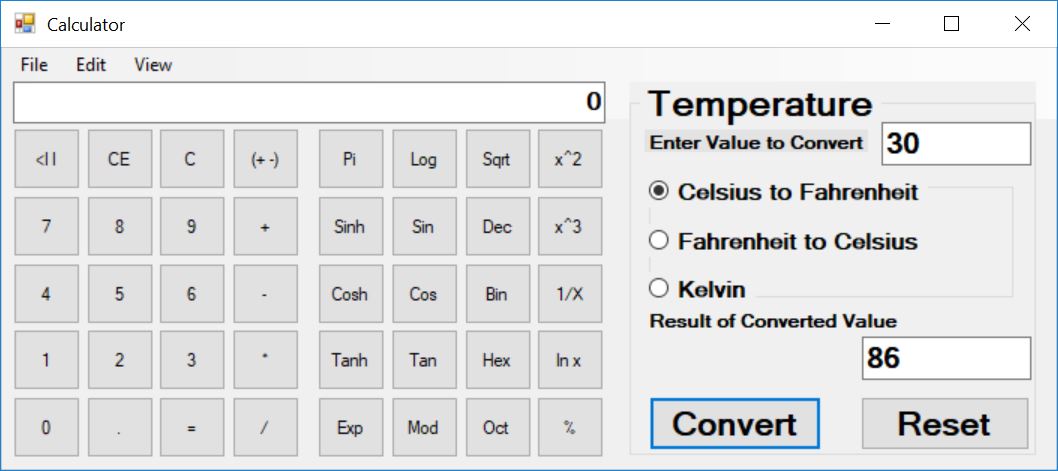 Calculator
File Edit View
0
<| | CE C (+ -) Pi Log Sqrt x^2
7 8 9 + Sinh Sin Dec x^3
4 5 6 - Cosh Cos Bin 1/X
1 2 3 * Tanh Tan Hex ln x
0 . = / Exp Mod Oct %
Temperature
Enter Value to Convert 30
Celsius to Fahrenheit
Fahrenheit to Celsius
Kelvin
Result of Converted Value
86
Convert Reset